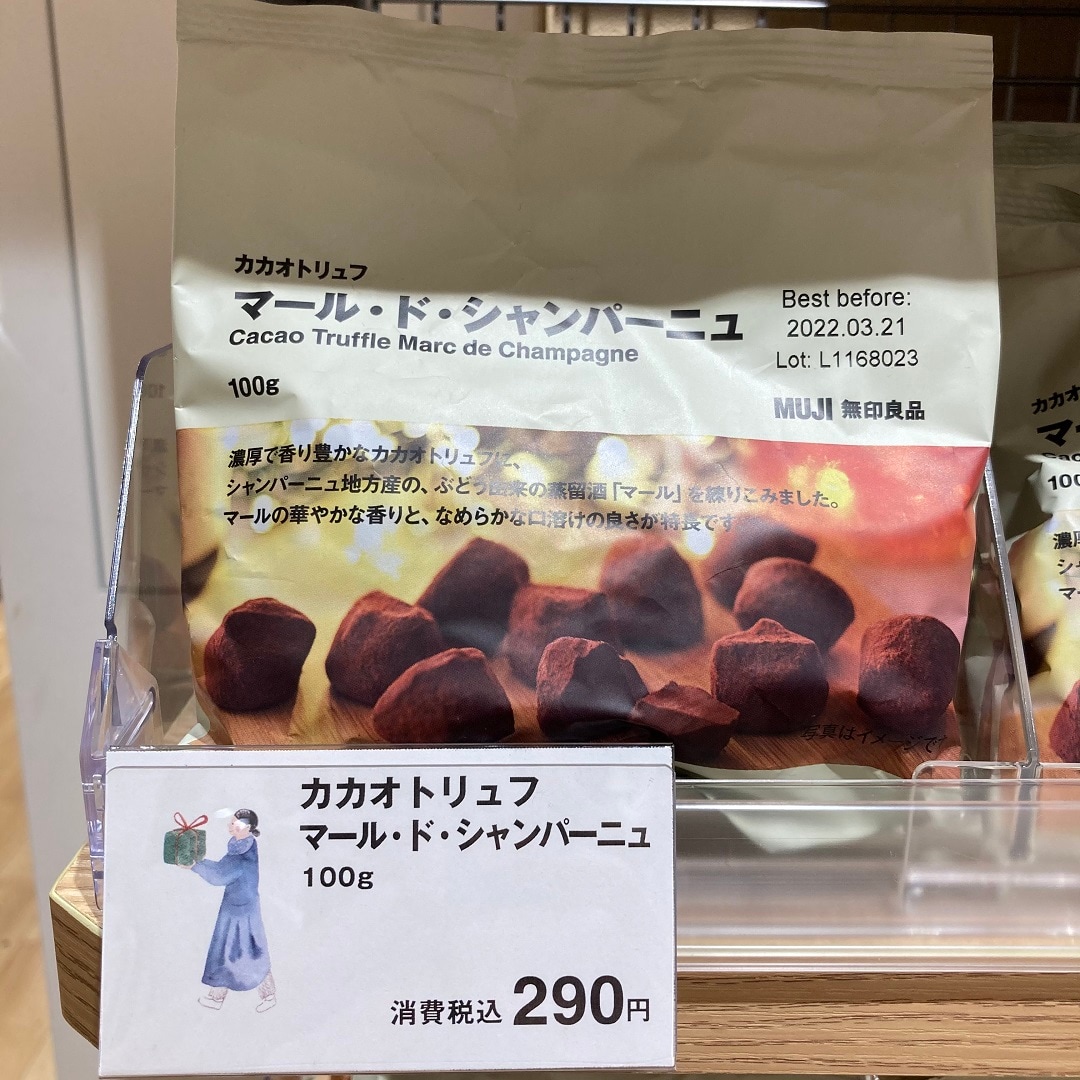 カカオトリュフ
マール・ド・シャンパーニュ
Cacao Truffle Marc de Champagne
100g
Best before:
2022.03.21
Lot: L1168023
MUJI 無印良品
濃厚で香り豊かなカカオトリュフに、
シャンパーニュ地方産の、ぶどう由来の蒸留酒「マール」を練りこみました。
マールの華やかな香りと、なめらかな口溶けの良さが特長です
写真はイメージで
カカオトリュフ
マール・ド・シャンパーニュ
100g
消費税込 290円